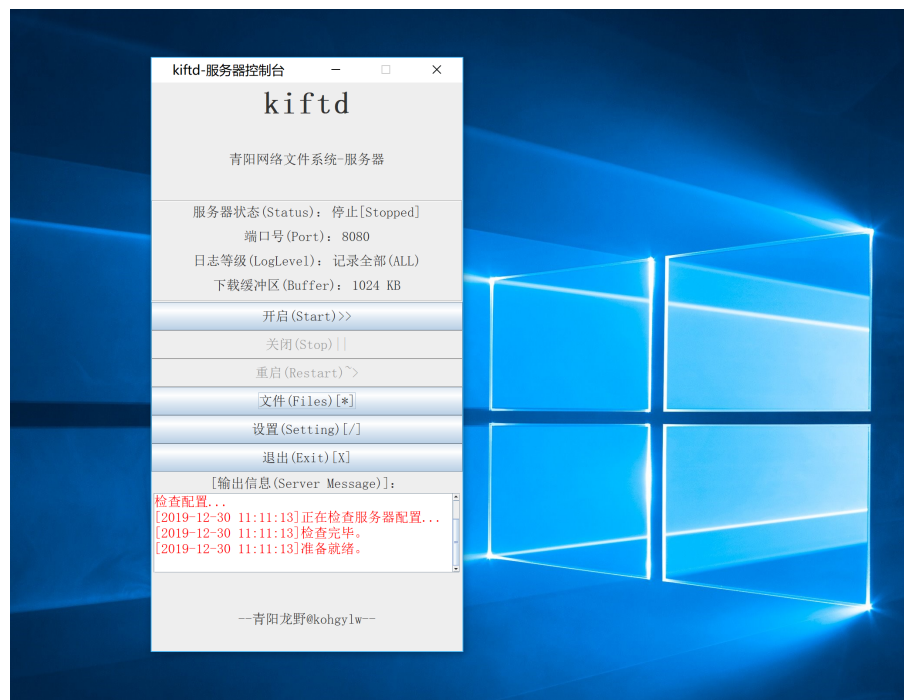 kiftd-服务器控制台
kiftd
青阳网络文件系统-服务器
服务器状态(Status): 停止[Stopped]
端口号(Port): 8080
日志等级(LogLevel): 记录全部(ALL)
下载缓冲区(Buffer): 1024 KB
开启(Start)>>
关闭(Stop)||
重启(Restart)~>
文件(Files)[*]
设置(Setting)[/]
退出(Exit)[X]
[输出信息(Server Message)]:
检查配置...
[2019-12-30 11:11:13]正在检查服务器配置...
[2019-12-30 11:11:13]检查完毕。
[2019-12-30 11:11:13]准备就绪。
--青阳龙野@kohgylw--